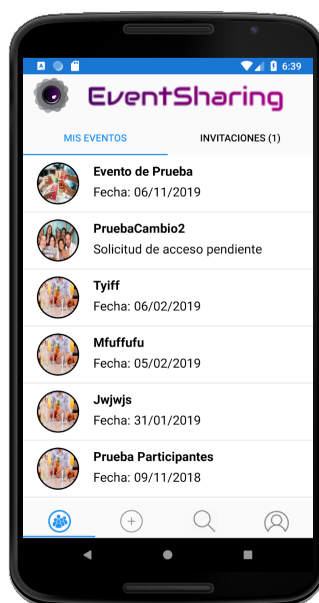 6:39
EventSharing
MIS EVENTOS INVITACIONES (1)
Evento de Prueba
Fecha: 06/11/2019
PruebaCambio2
Solicitud de acceso pendiente
Tyiff
Fecha: 06/02/2019
Mfuffufu
Fecha: 05/02/2019
Jwjwjs
Fecha: 31/01/2019
Prueba Participantes
Fecha: 09/11/2018